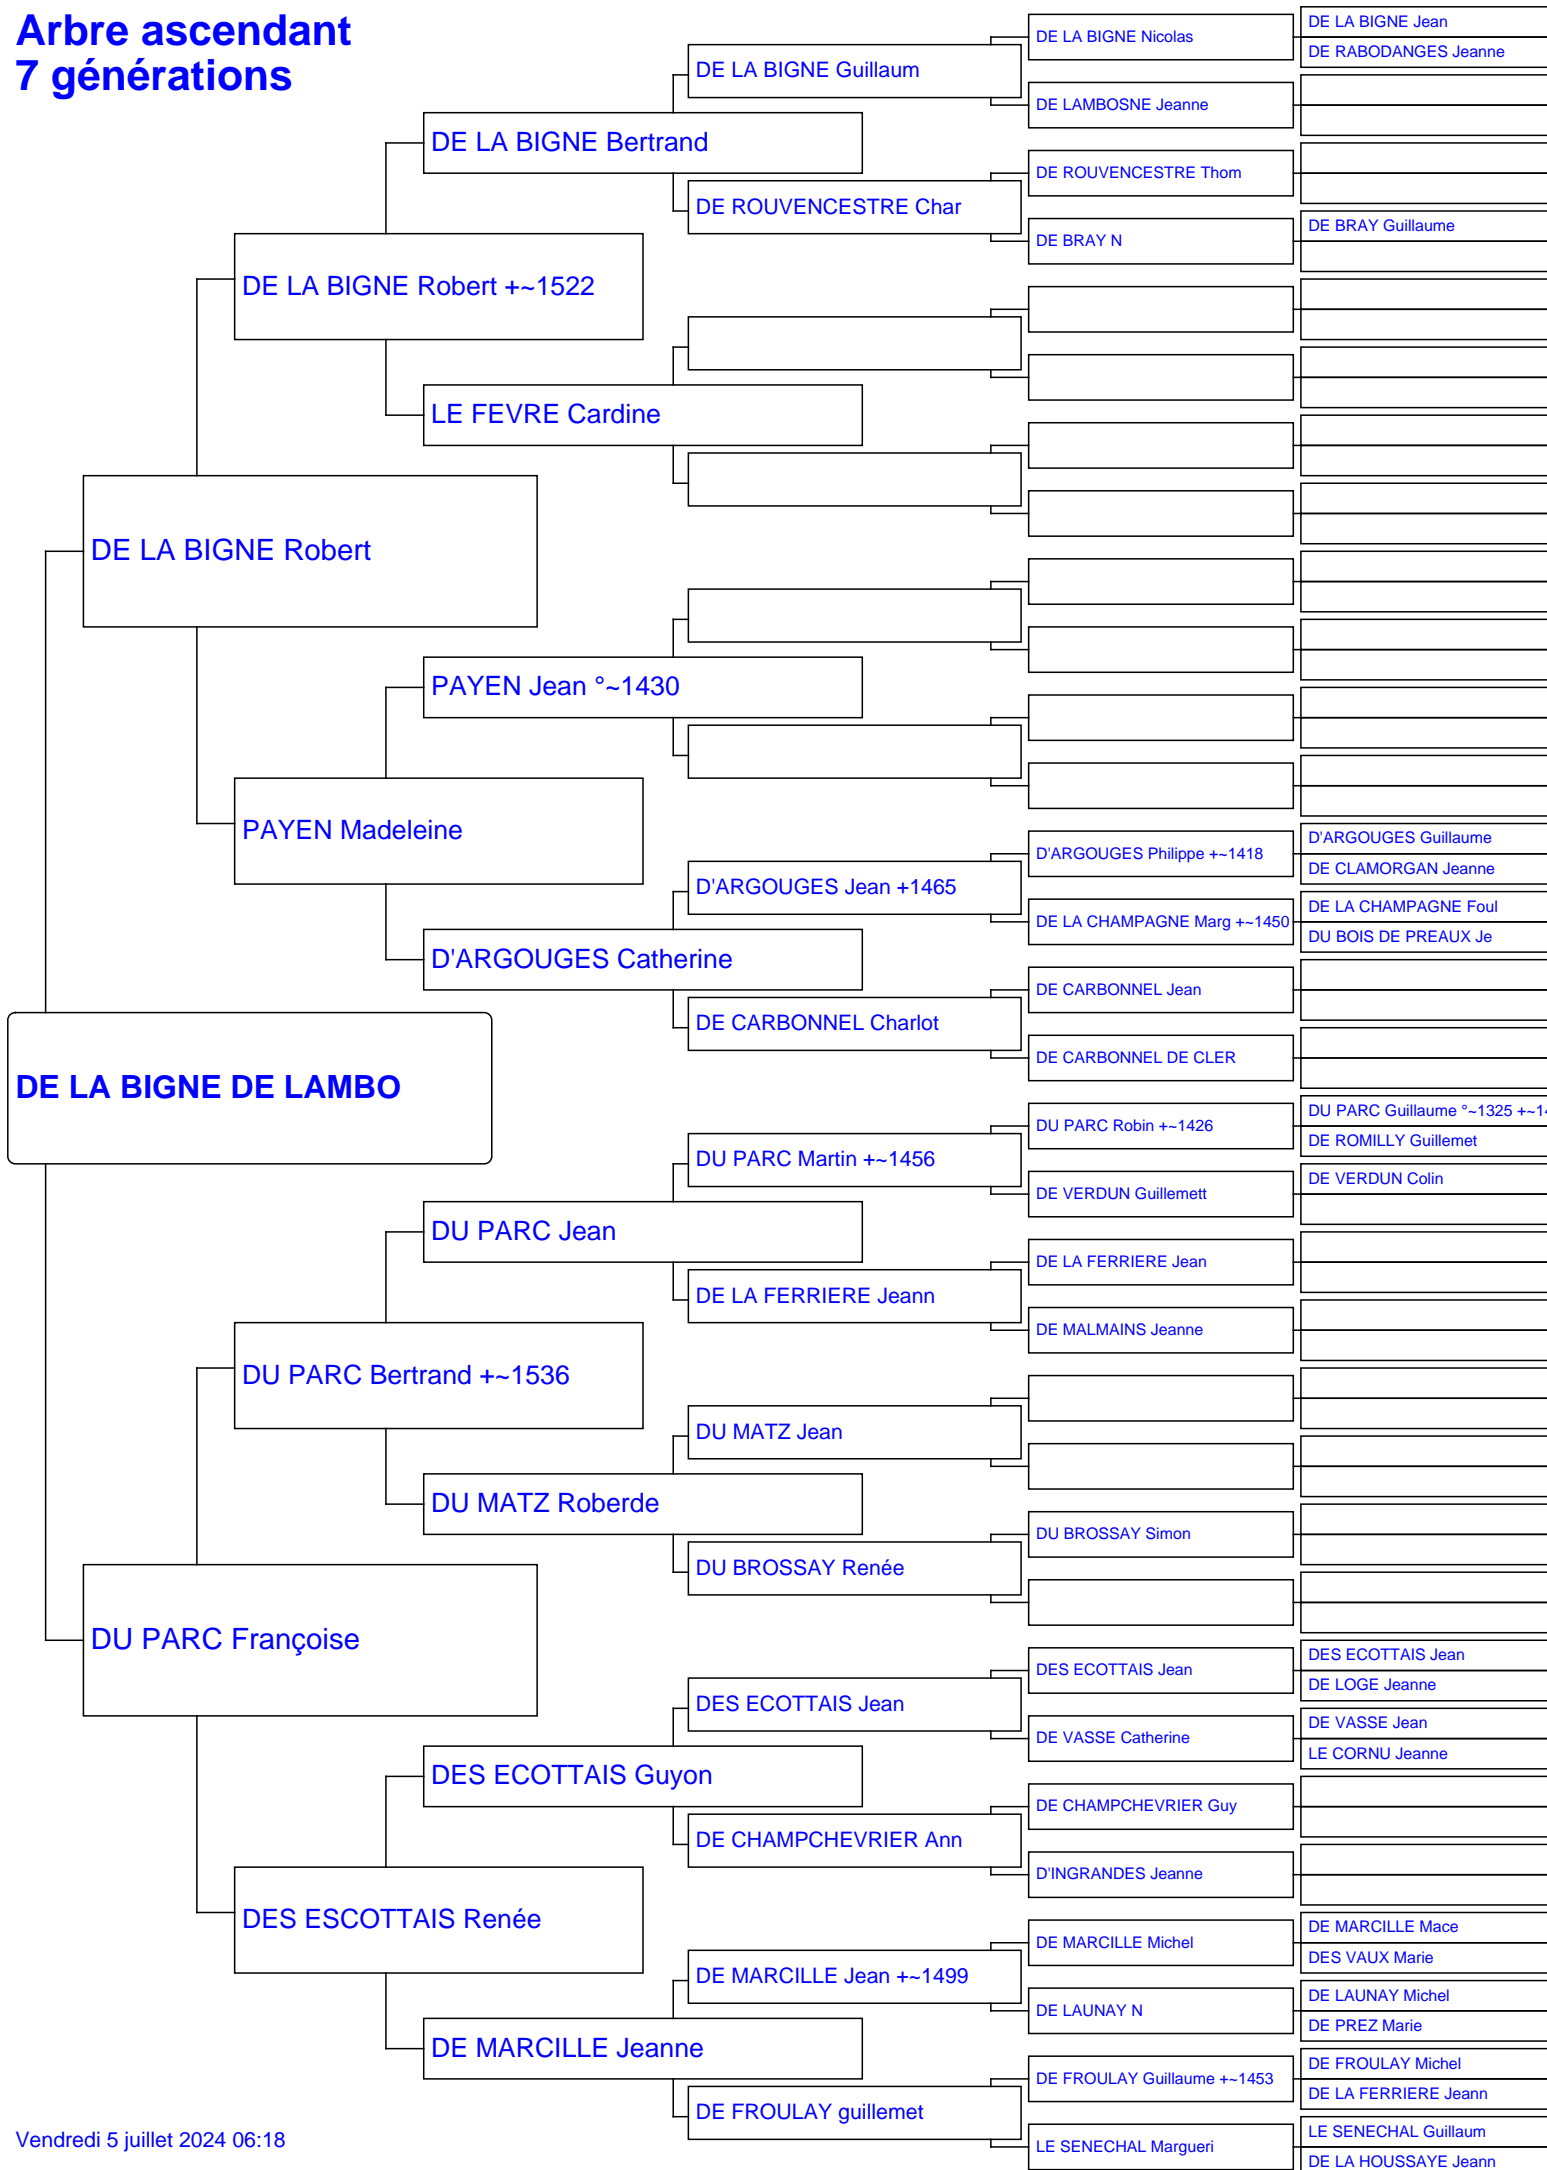 Arbre ascendant
7 générations
DE LA BIGNE DE LAMBO
DE LA BIGNE Robert
DU PARC Françoise
DE LA BIGNE Robert +~1522
PAYEN Madeleine
DU PARC Bertrand +~1536
DES ESCOTTAIS Renée
DE LA BIGNE Bertrand
LE FEVRE Cardine
PAYEN Jean °~1430
D'ARGOUGES Catherine
DU PARC Jean
DU MATZ Roberde
DES ECOTTAIS Guyon
DE MARCILLE Jeanne
DE LA BIGNE Guillaum
DE ROUVENCESTRE Char
D'ARGOUGES Jean +1465
DE CARBONNEL Charlot
DU PARC Martin +~1456
DE LA FERRIERE Jeann
DU MATZ Jean
DU BROSSAY Renée
DES ECOTTAIS Jean
DE CHAMPCHEVRIER Ann
DE MARCILLE Jean +~1499
DE FROULAY guillemet
DE LA BIGNE Nicolas
DE LAMBOSNE Jeanne
DE ROUVENCESTRE Thom
DE BRAY N
D'ARGOUGES Philippe +~1418
DE LA CHAMPAGNE Marg +~1450
DE CARBONNEL Jean
DE CARBONNEL DE CLER
DU PARC Robin +~1426
DE VERDUN Guillemett
DE LA FERRIERE Jean
DE MALMAINS Jeanne
DU BROSSAY Simon
DES ECOTTAIS Jean
DE VASSE Catherine
DE CHAMPCHEVRIER Guy
D'INGRANDES Jeanne
DE MARCILLE Michel
DE LAUNAY N
DE FROULAY Guillaume +~1453
LE SENECHAL Margueri
DE LA BIGNE Jean
DE RABODANGES Jeanne
DE BRAY Guillaume
D'ARGOUGES Guillaume
DE CLAMORGAN Jeanne
DE LA CHAMPAGNE Foul
DU BOIS DE PREAUX Je
DU PARC Guillaume °~1325
DE ROMILLY Guillemet
DE VERDUN Colin
DES ECOTTAIS Jean
DE LOGE Jeanne
DE VASSE Jean
LE CORNU Jeanne
DE MARCILLE Mace
DES VAUX Marie
DE LAUNAY Michel
DE PREZ Marie
DE FROULAY Michel
DE LA FERRIERE Jeann
LE SENECHAL Guillaum
DE LA HOUSSAYE Jeann
Vendredi 5 juillet 2024 06:18